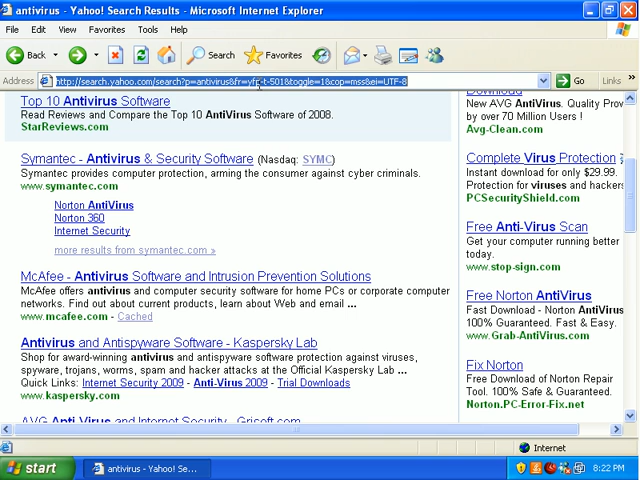 antivirus - Yahoo! Search Results - Microsoft Internet Explorer
File Edit View Favorites Tools Help
Back Search Favorites
Address http://search.yahoo.com/search?p=antivirus&fr=yfp-t-501&toggle=1&cop=mss&ei=UTF-8 Go Links »
Top 10 Antivirus Software
Read Reviews and Compare the Top 10 AntiVirus Software of 2008.
StarReviews.com
Symantec - Antivirus & Security Software (Nasdaq: SYMC)
Symantec provides computer protection, arming the consumer against cyber criminals.
www.symantec.com
Norton AntiVirus
Norton 360
Internet Security
more results from symantec.com »
McAfee - Antivirus Software and Intrusion Prevention Solutions
McAfee offers antivirus and computer security software for home PCs or corporate computer
networks. Find out about current products, learn about Web and email ...
www.mcafee.com - Cached
Antivirus and Antispyware Software - Kaspersky Lab
Shop for award-winning antivirus and antispyware software protection against viruses,
spyware, trojans, worms, spam and hacker attacks at the Official Kaspersky Lab ...
Quick Links: Internet Security 2009 - Anti-Virus 2009 - Trial Downloads
www.kaspersky.com
AVG Anti Virus and Internet Security - Grisoft.com
Download
New AVG AntiVirus. Quality Prov
by over 70 Million Users !
Avg-Clean.com
Complete Virus Protection
Instant download for only $29.99.
Protection for viruses and hackers
PCSecurityShield.com
Free Anti-Virus Scan
Get your computer running better
today.
www.stop-sign.com
Free Norton AntiVirus
Fast Download - Norton AntiVirus
100% Guaranteed. Fast & Easy.
www.Grab-AntiVirus.com
Fix Norton
Free Download of Norton Repair
Tool. 100% Safe & Guaranteed.
Norton.PC-Error-Fix.net
Internet
start antivirus - Yahoo! Se... 8:22 PM